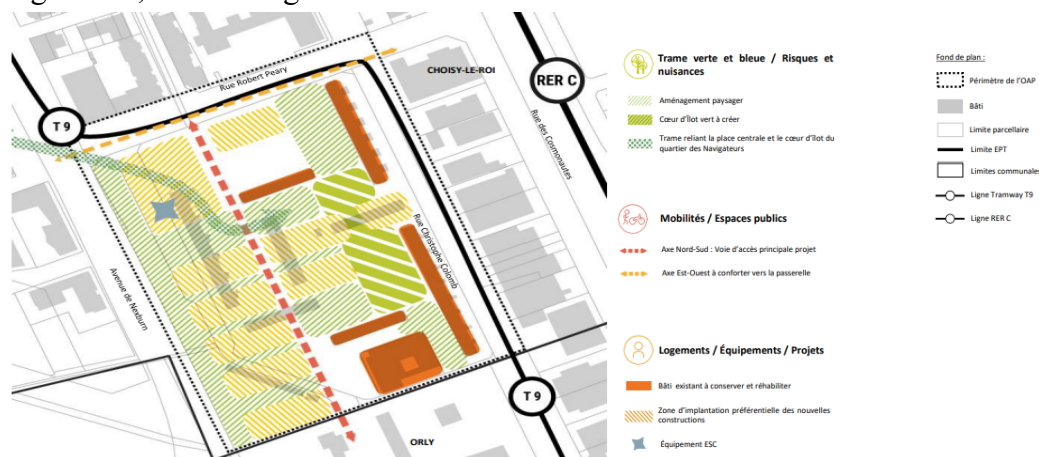 Rue Robert Peary
CHOISY-LE-ROI
RER C
T 9
Rue des Cosmonautes
Rue Christophe Colomb
Avenue de Newburn
T 9
ORLY
Trame verte et bleue / Risques et
nuisances
Aménagement paysager
Cœur d'Îlot vert à créer
Trame reliant la place centrale et le cœur d'îlot du
quartier des Navigateurs
Mobilités / Espaces publics
Axe Nord-Sud : Voie d'accès principale projet
Axe Est-Ouest à conforter vers la passerelle
Logements / Équipements / Projets
Bâti existant à conserver et réhabiliter
Zone d'implantation préférentielle des nouvelles
constructions
Équipement ESC
Fond de plan :
Périmètre de l'OAP
Bâti
Limite parcellaire
Limite EPT
Limites communales
Ligne Tramway T9
Ligne RER C